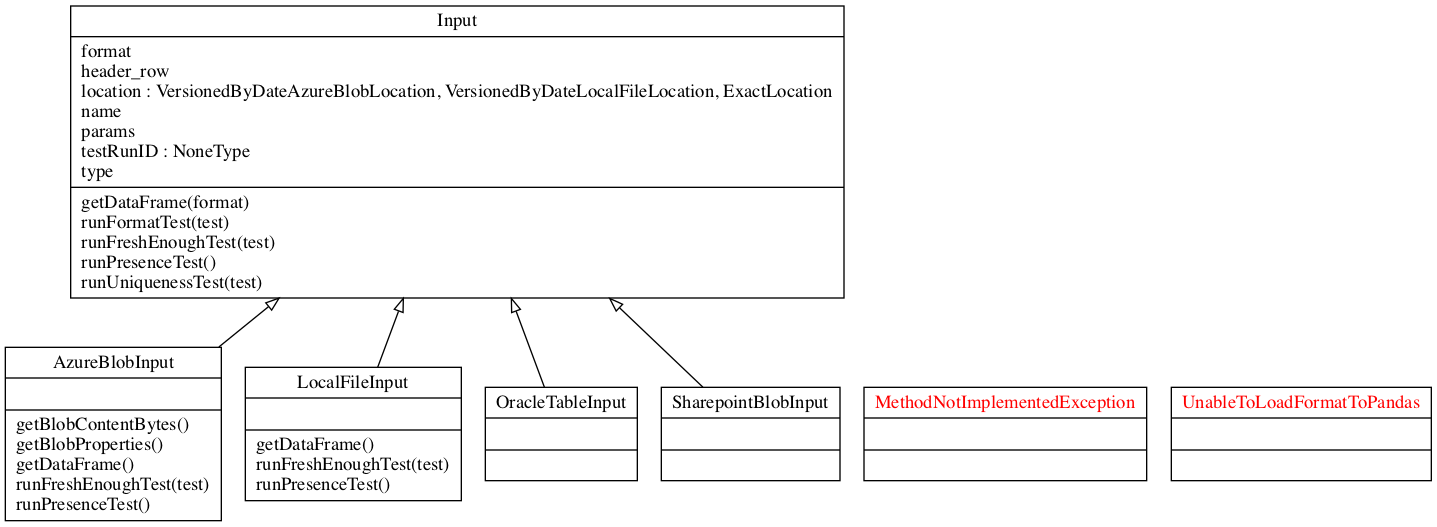 Input
format
header_row
location : VersionedByDateAzureBlobLocation, VersionedByDateLocalFileLocation, ExactLocation
name
params
testRunID : NoneType
type
getDataFrame(format)
runFormatTest(test)
runFreshEnoughTest(test)
runPresenceTest()
runUniquenessTest(test)
AzureBlobInput
getBlobContentBytes()
getBlobProperties()
getDataFrame()
runFreshEnoughTest(test)
runPresenceTest()
LocalFileInput
getDataFrame()
runFreshEnoughTest(test)
runPresenceTest()
OracleTableInput
SharepointBlobInput
MethodNotImplementedException
UnableToLoadFormatToPandas